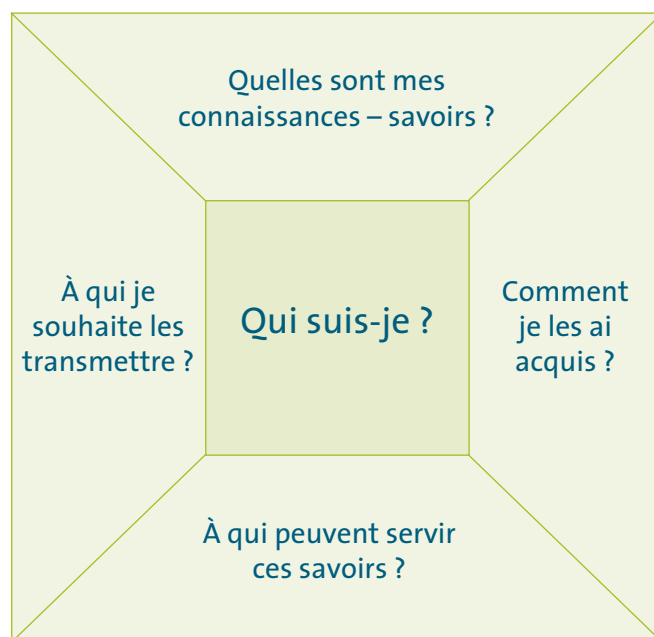 Quelles sont mes
connaissances – savoirs ?
À qui je
souhaite les
transmettre ?
Qui suis-je ?
Comment
je les ai
acquis ?
À qui peuvent servir
ces savoirs ?